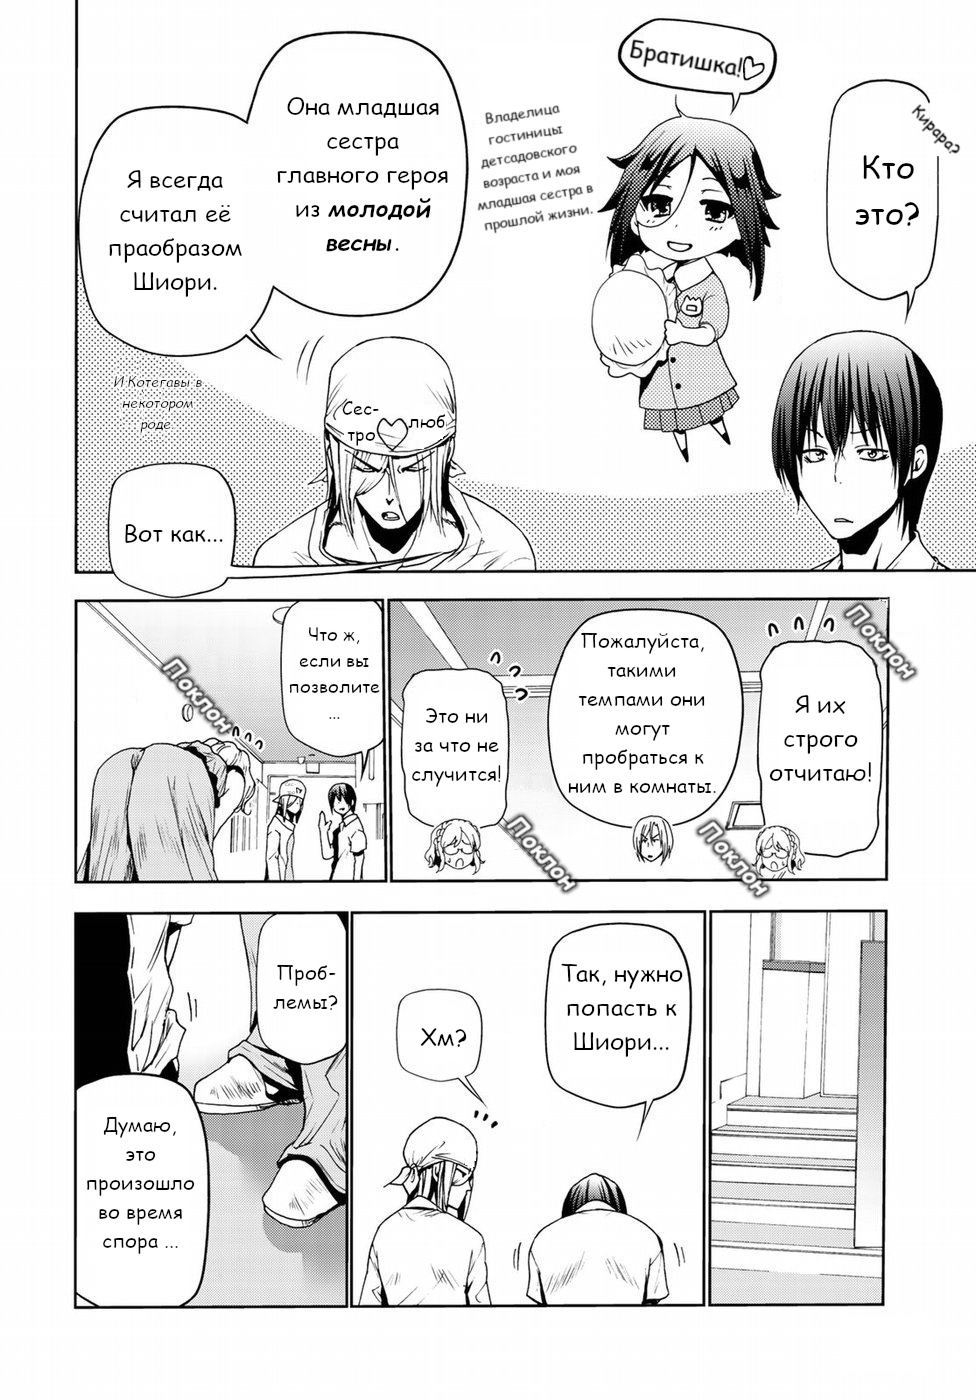 Братишка!
Кирара?
Кто
это?
Владелица
гостиницы
детсадовского
возраста и моя
младшая сестра в
прошлой жизни.
Она младшая
сестра
главного героя
из молодой
весны.
Я всегда
считал её
праобразом
Шиори.
И Котегавы в
некотором
роде.
Сес-
тро
люб
Вот как...
Поклон
Я их
строго
отчитаю!
Пожалуйста,
такими
темпами они
могут
пробраться к
ним в комнаты.
Поклон
Это ни
за что не
случится!
Поклон
Что ж,
если вы
позволите
...
Поклон
Так, нужно
попасть к
Шиори...
Хм?
Проб-
лемы?
Думаю,
это
произошло
во время
спора ...